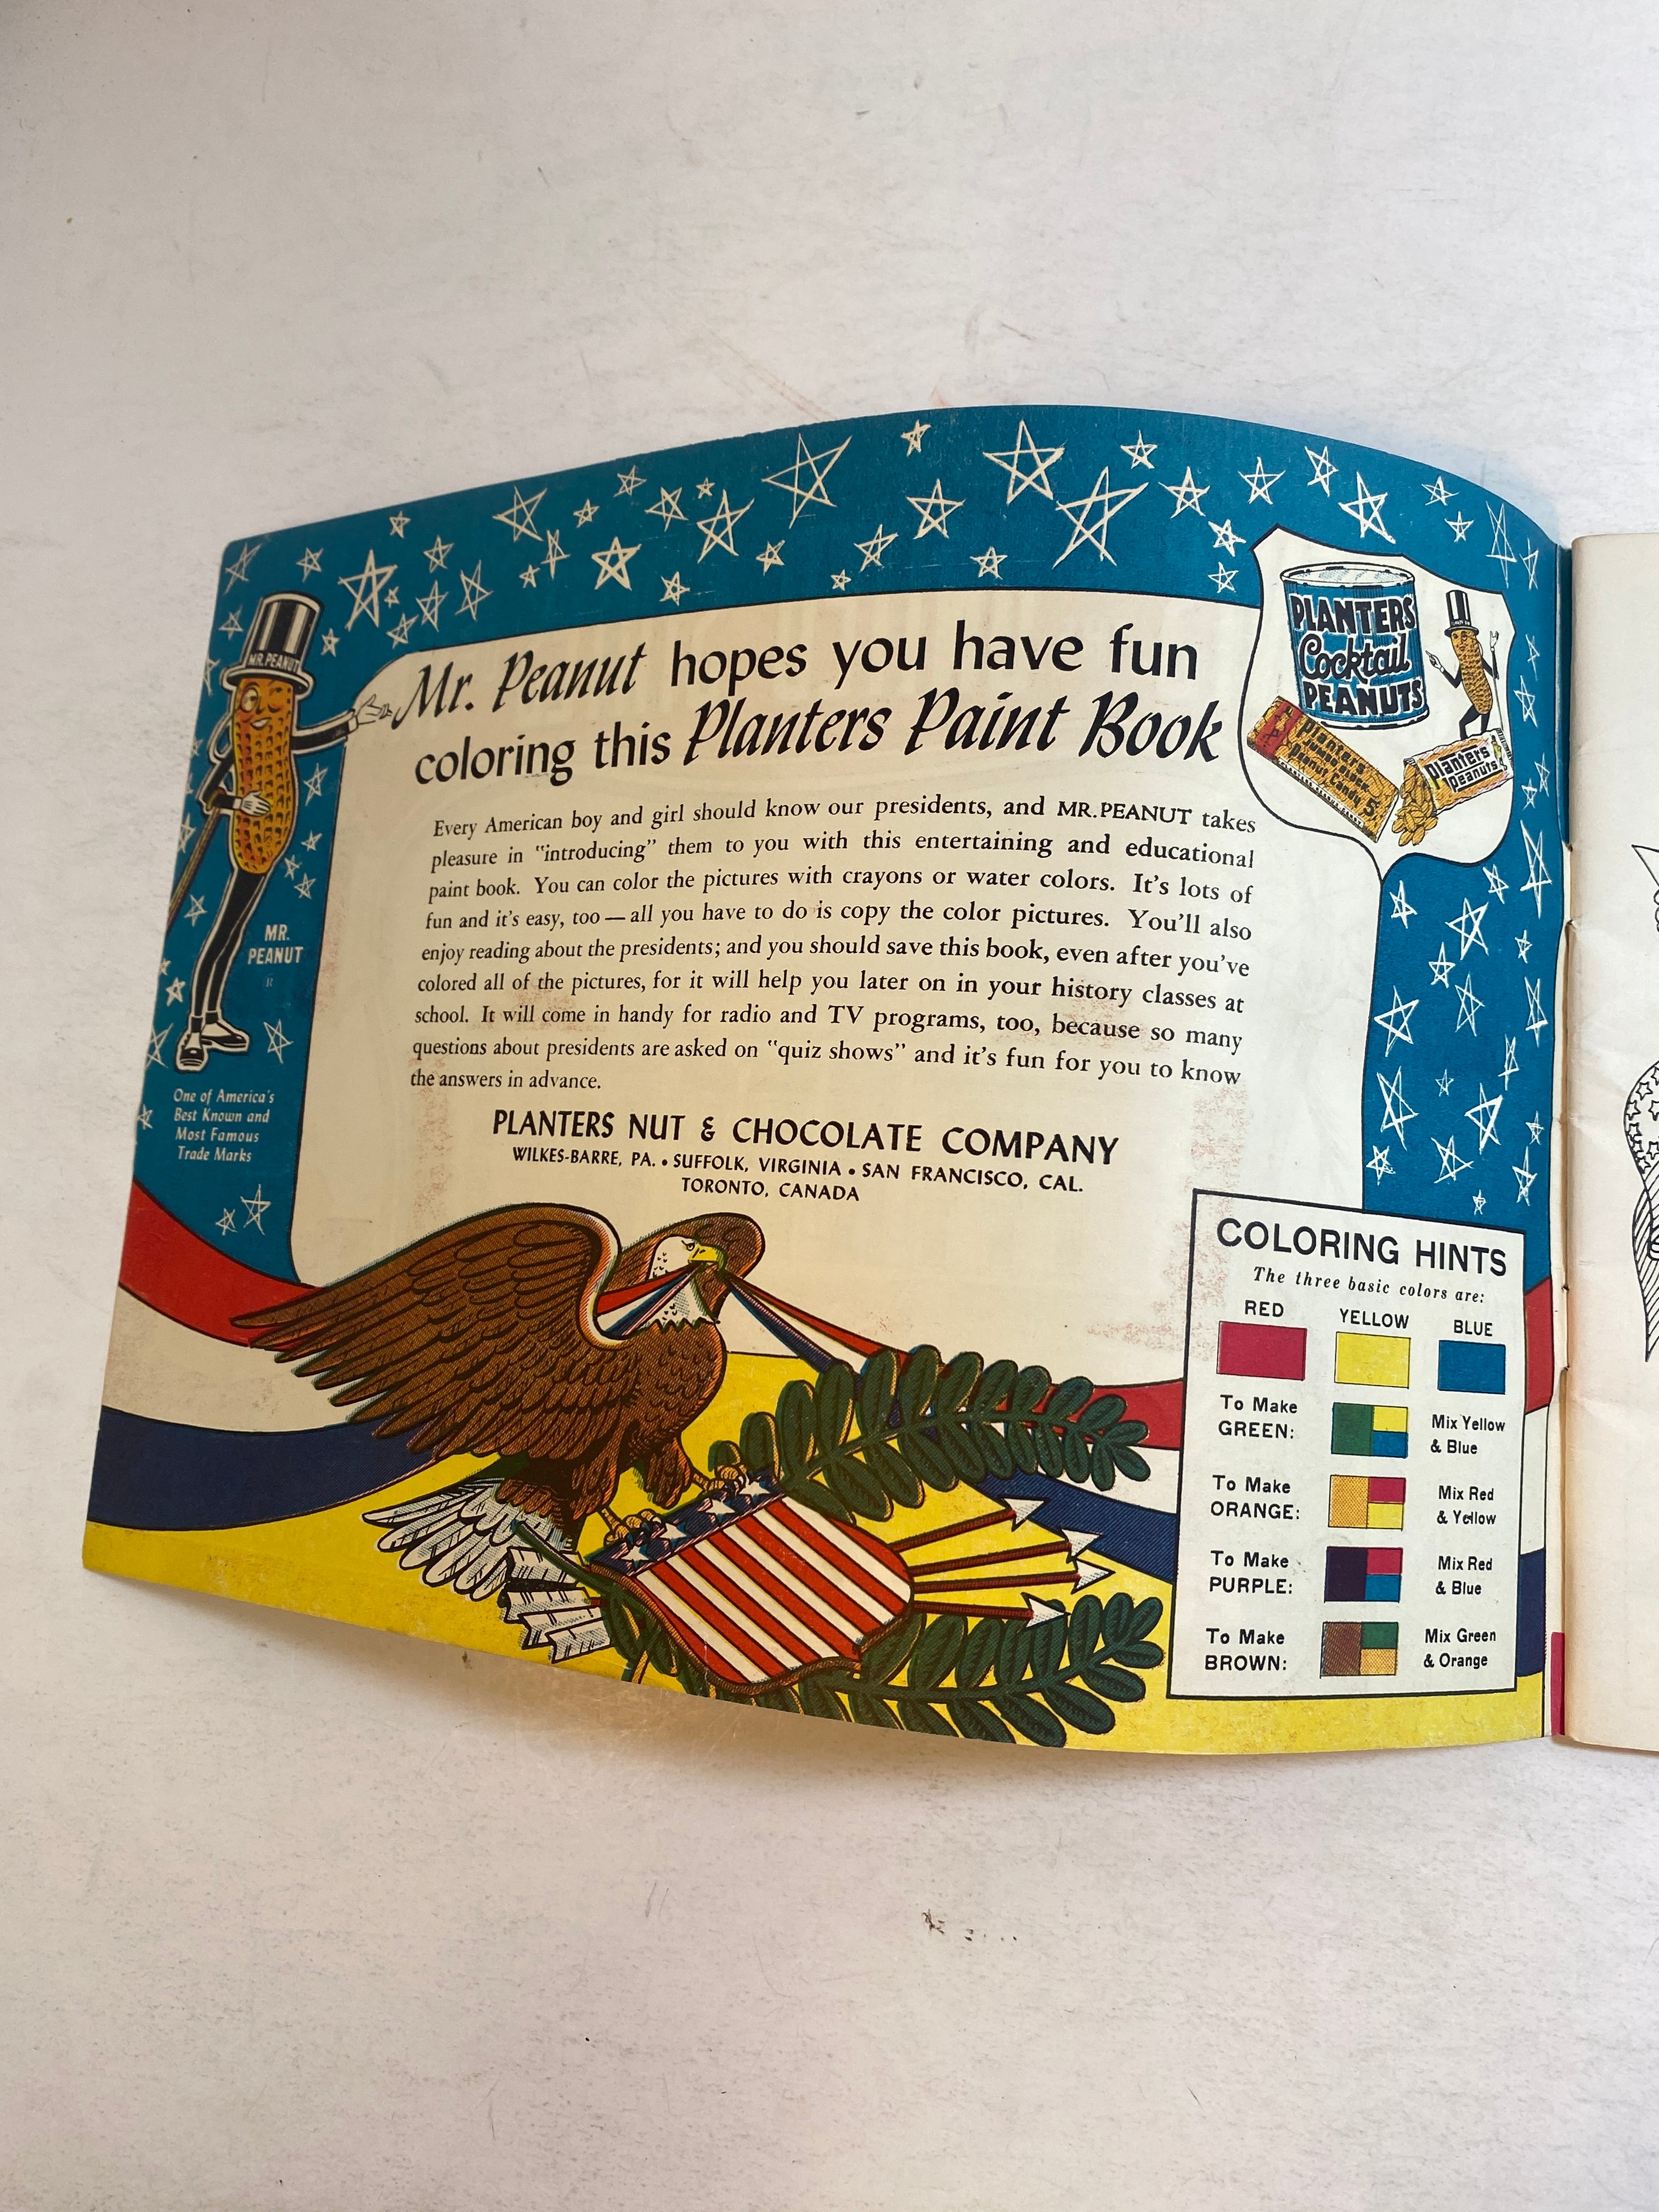 MR. PEANUT
Mr. Peanut hopes you have fun
coloring this Planters Paint Book
PLANTERS
Cocktail
PEANUTS
Planters
Jumbo Block
Peanut Candy 5¢
Planters
Peanuts
Every American boy and girl should know our presidents, and MR. PEANUT takes
pleasure in "introducing" them to you with this entertaining and educational
paint book. You can color the pictures with crayons or water colors. It's lots of
fun and it's easy, too — all you have to do is copy the color pictures. You'll also
enjoy reading about the presidents; and you should save this book, even after you've
colored all of the pictures, for it will help you later on in your history classes at
school. It will come in handy for radio and TV programs, too, because so many
questions about presidents are asked on "quiz shows" and it's fun for you to know
the answers in advance.
MR.
PEANUT
R
One of America's
Best Known and
Most Famous
Trade Marks
PLANTERS NUT & CHOCOLATE COMPANY
WILKES-BARRE, PA. • SUFFOLK, VIRGINIA • SAN FRANCISCO, CAL.
TORONTO, CANADA
COLORING HINTS
The three basic colors are:
RED YELLOW BLUE
To Make
GREEN:
Mix Yellow
& Blue
To Make
ORANGE:
Mix Red
& Yellow
To Make
PURPLE:
Mix Red
& Blue
To Make
BROWN:
Mix Green
& Orange